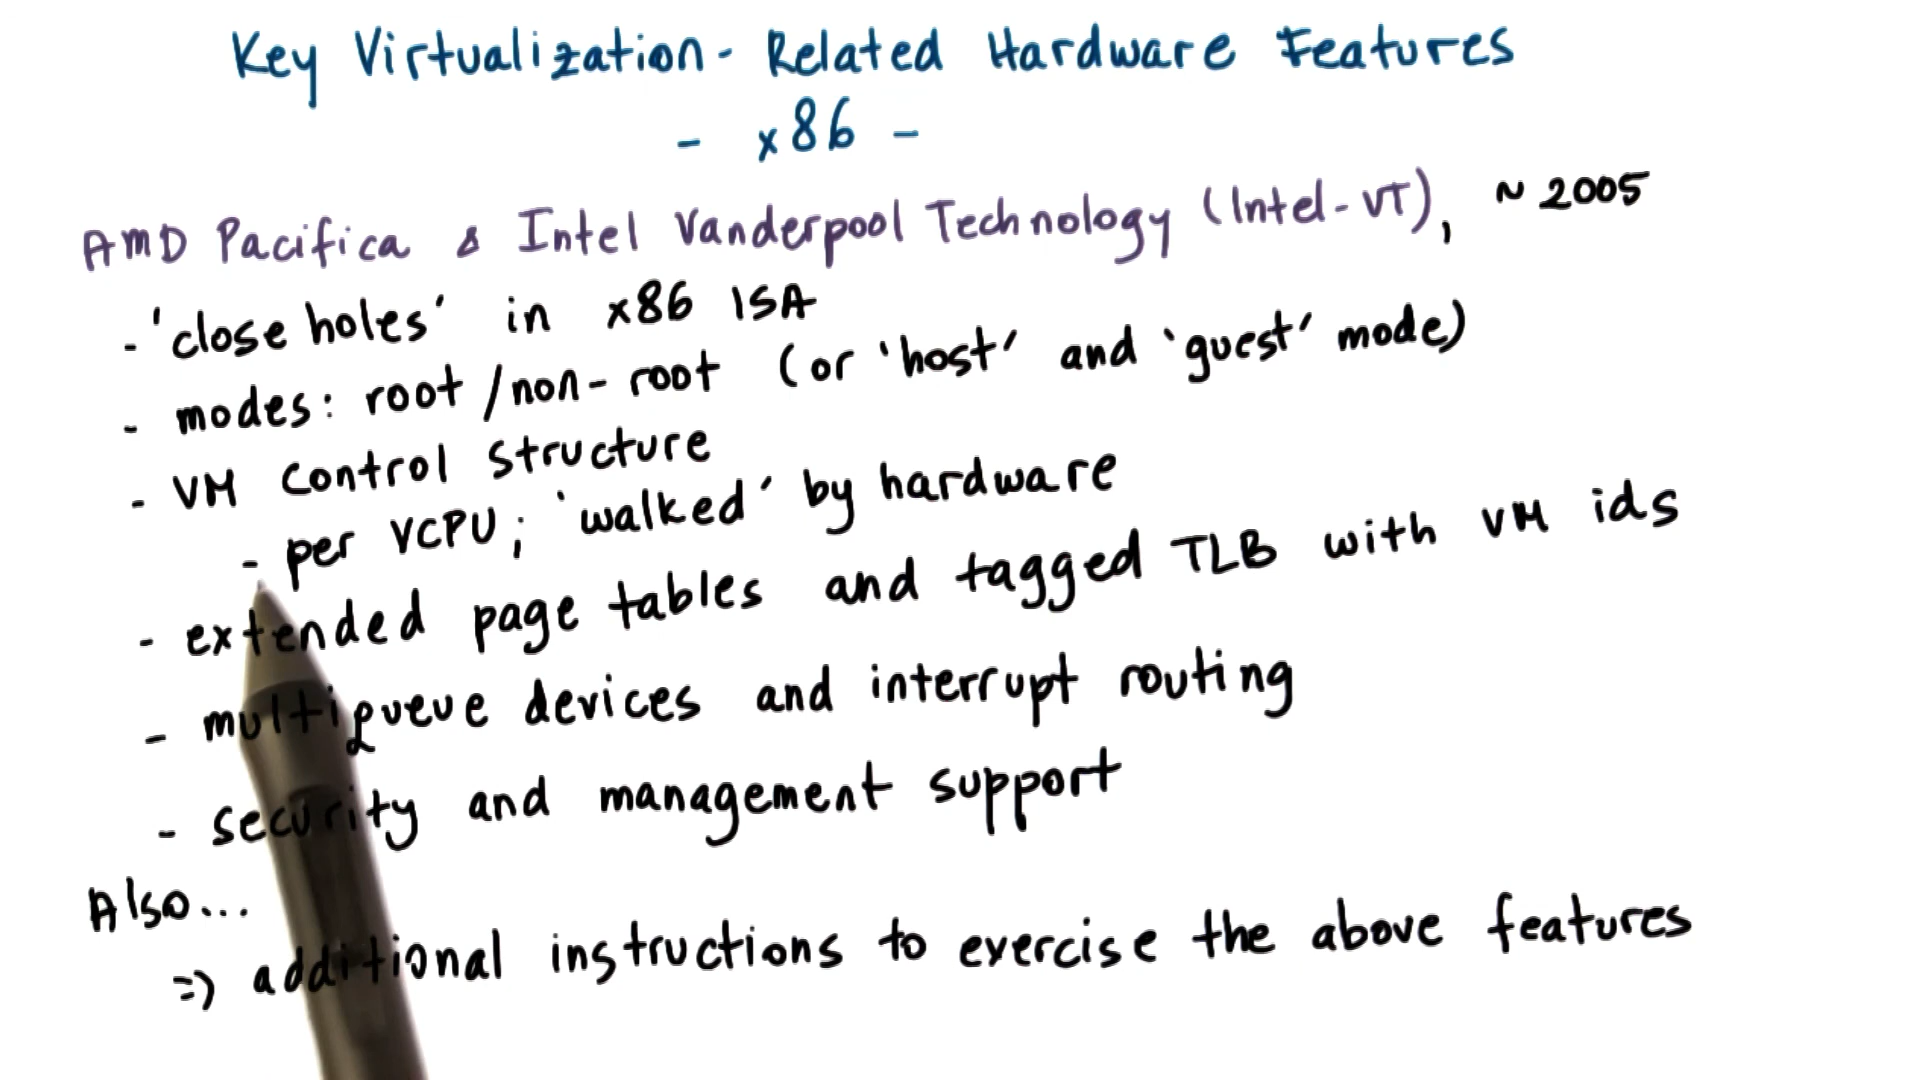 Key Virtualization-Related Hardware Features
- x86 -
AMD Pacifica & Intel Vanderpool Technology (Intel-VT), ~2005
- 'close holes' in x86 ISA
- modes: root/non-root (or 'host' and 'guest' mode)
- VM Control Structure
- per VCPU; 'walked' by hardware
- extended page tables and tagged TLB with VM ids
- multiqueue devices and interrupt routing
- security and management support
Also...
=> additional instructions to exercise the above features